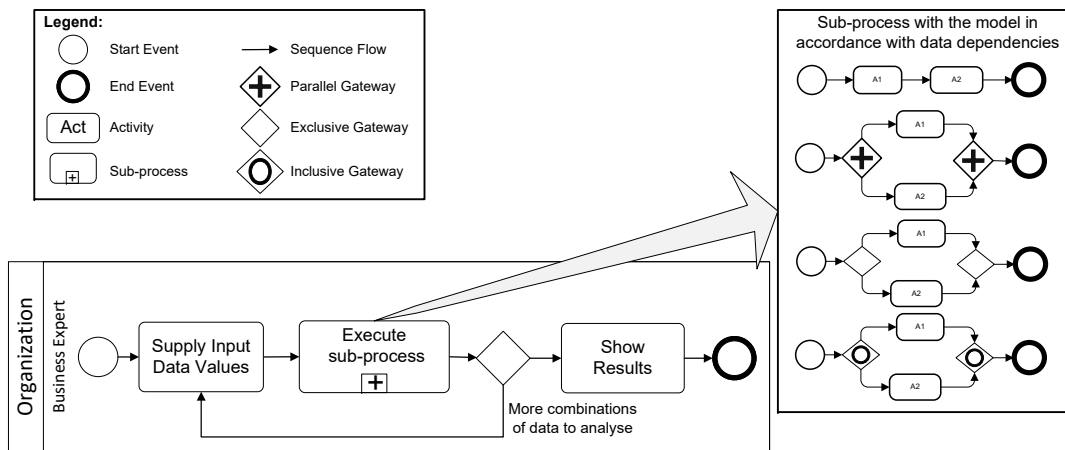 Legend:
Start Event
Sequence Flow
End Event
Parallel Gateway
Act
Activity
Exclusive Gateway
Sub-process
Inclusive Gateway
Sub-process with the model in
accordance with data dependencies
A1
A2
A1
A2
A1
A2
A1
A2
Organization
Business Expert
Supply Input
Data Values
Execute
sub-process
Show
Results
More combinations
of data to analyse